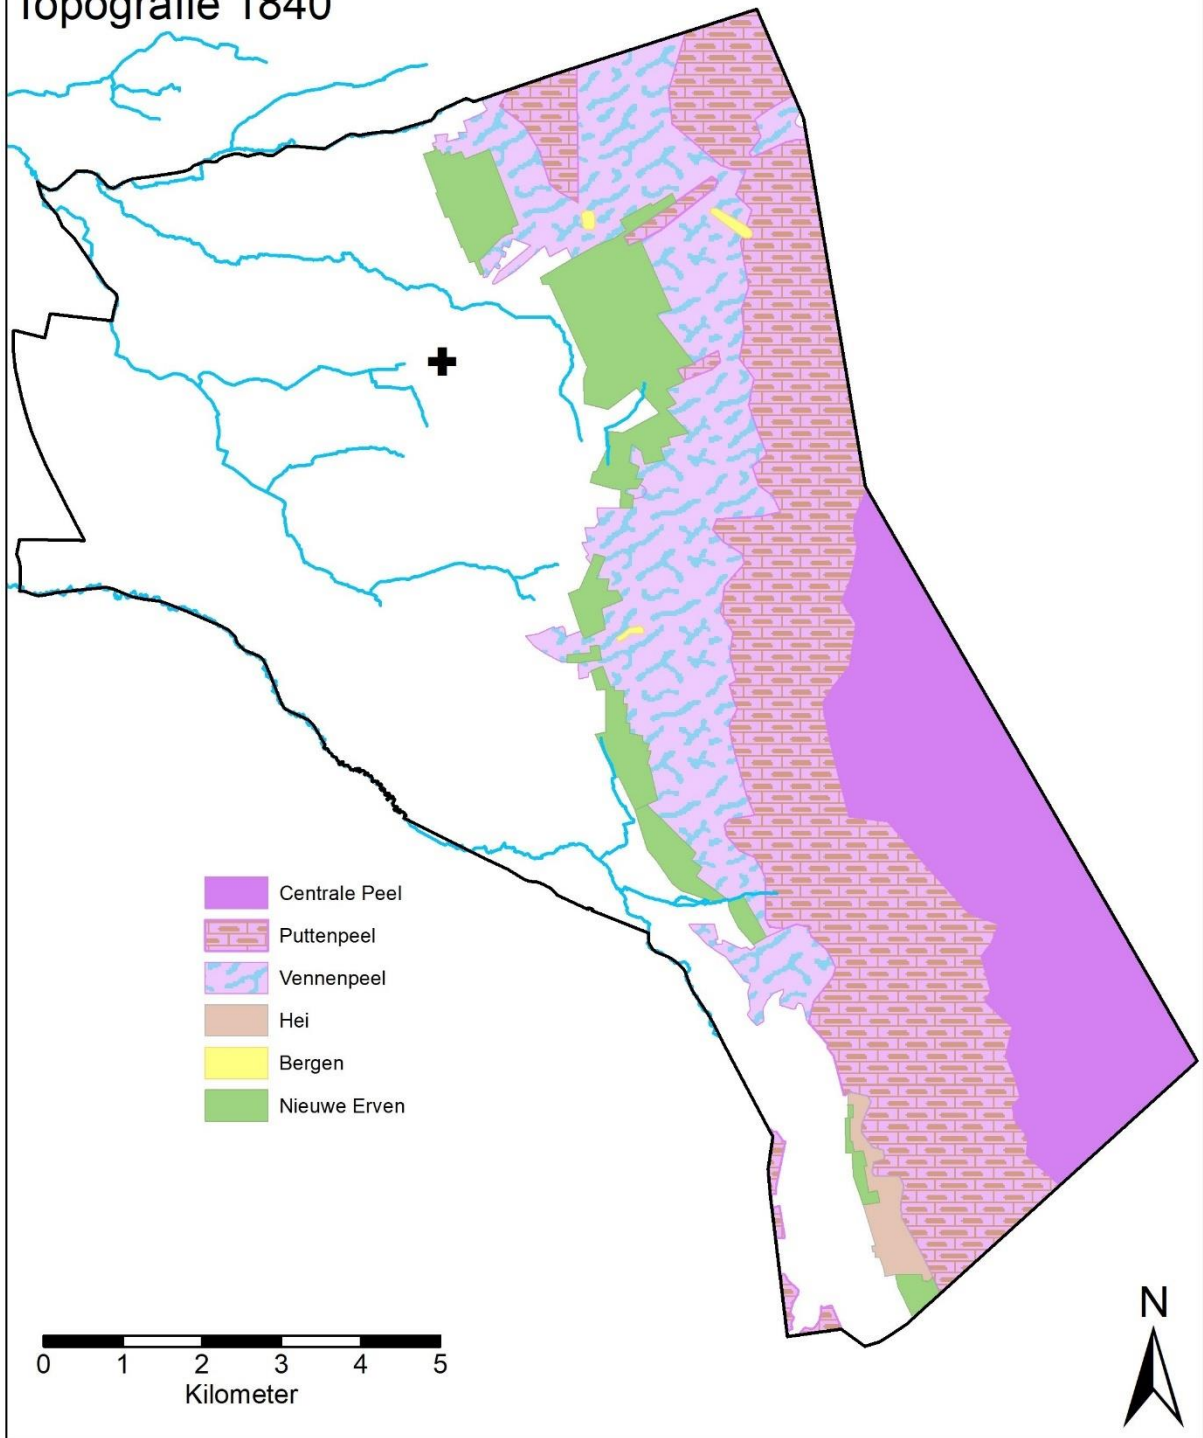 Topografie 1840
Centrale Peel
Puttenpeel
Vennenpeel
Hei
Bergen
Nieuwe Erven
N
0 1 2 3 4 5
Kilometer